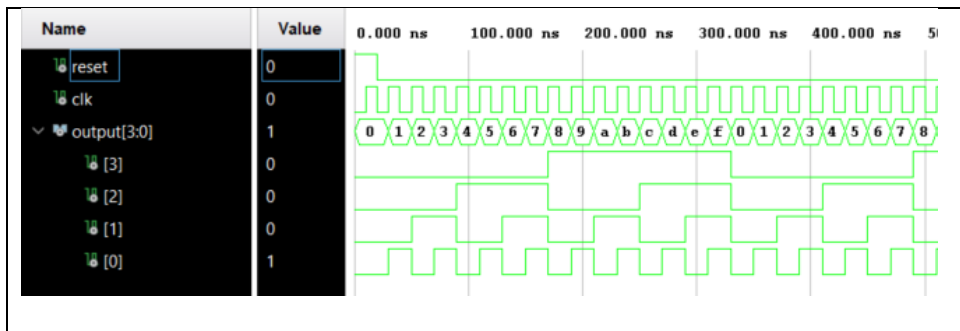 Name Value 0.000 ns 100.000 ns 200.000 ns 300.000 ns 400.000 ns 5
reset 0
clk 0
output[3:0] 1 0 1 2 3 4 5 6 7 8 9 a b c d e f 0 1 2 3 4 5 6 7 8
[3] 0
[2] 0
[1] 0
[0] 1